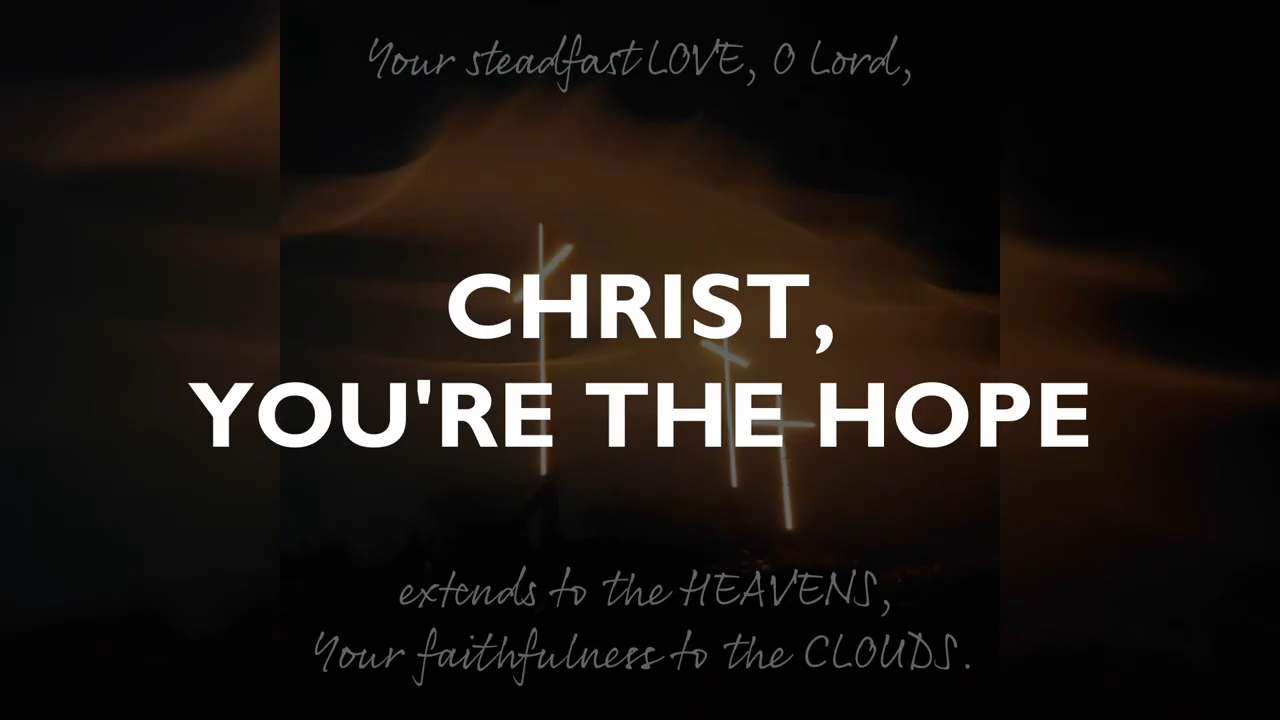 Your steadfast LOVE, O Lord,
CHRIST,
YOU'RE THE HOPE
extends to the HEAVENS,
Your faithfulness to the CLOUDS.